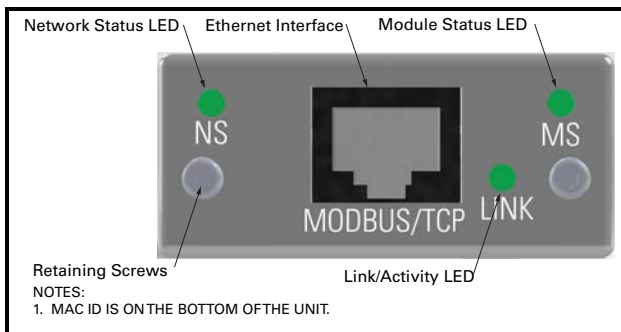 Network Status LED
Ethernet Interface
Module Status LED
NS
MS
MODBUS/TCP
LINK
Retaining Screws
Link/Activity LED
NOTES:
1. MAC ID IS ON THE BOTTOM OF THE UNIT.